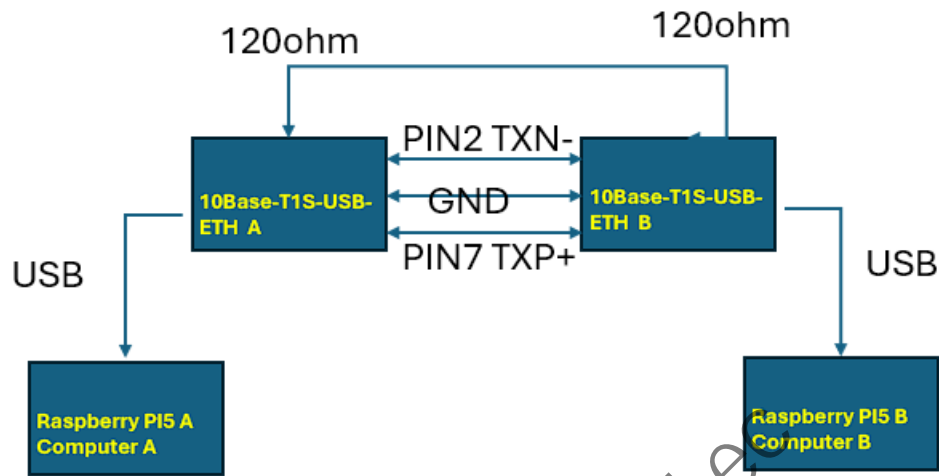 120ohm
120ohm
PIN2 TXN-
10Base-T1S-USB-
ETH A
GND
10Base-T1S-USB-
ETH B
PIN7 TXP+
USB
USB
Raspberry PI5 A
Computer A
Raspberry PI5 B
Computer B